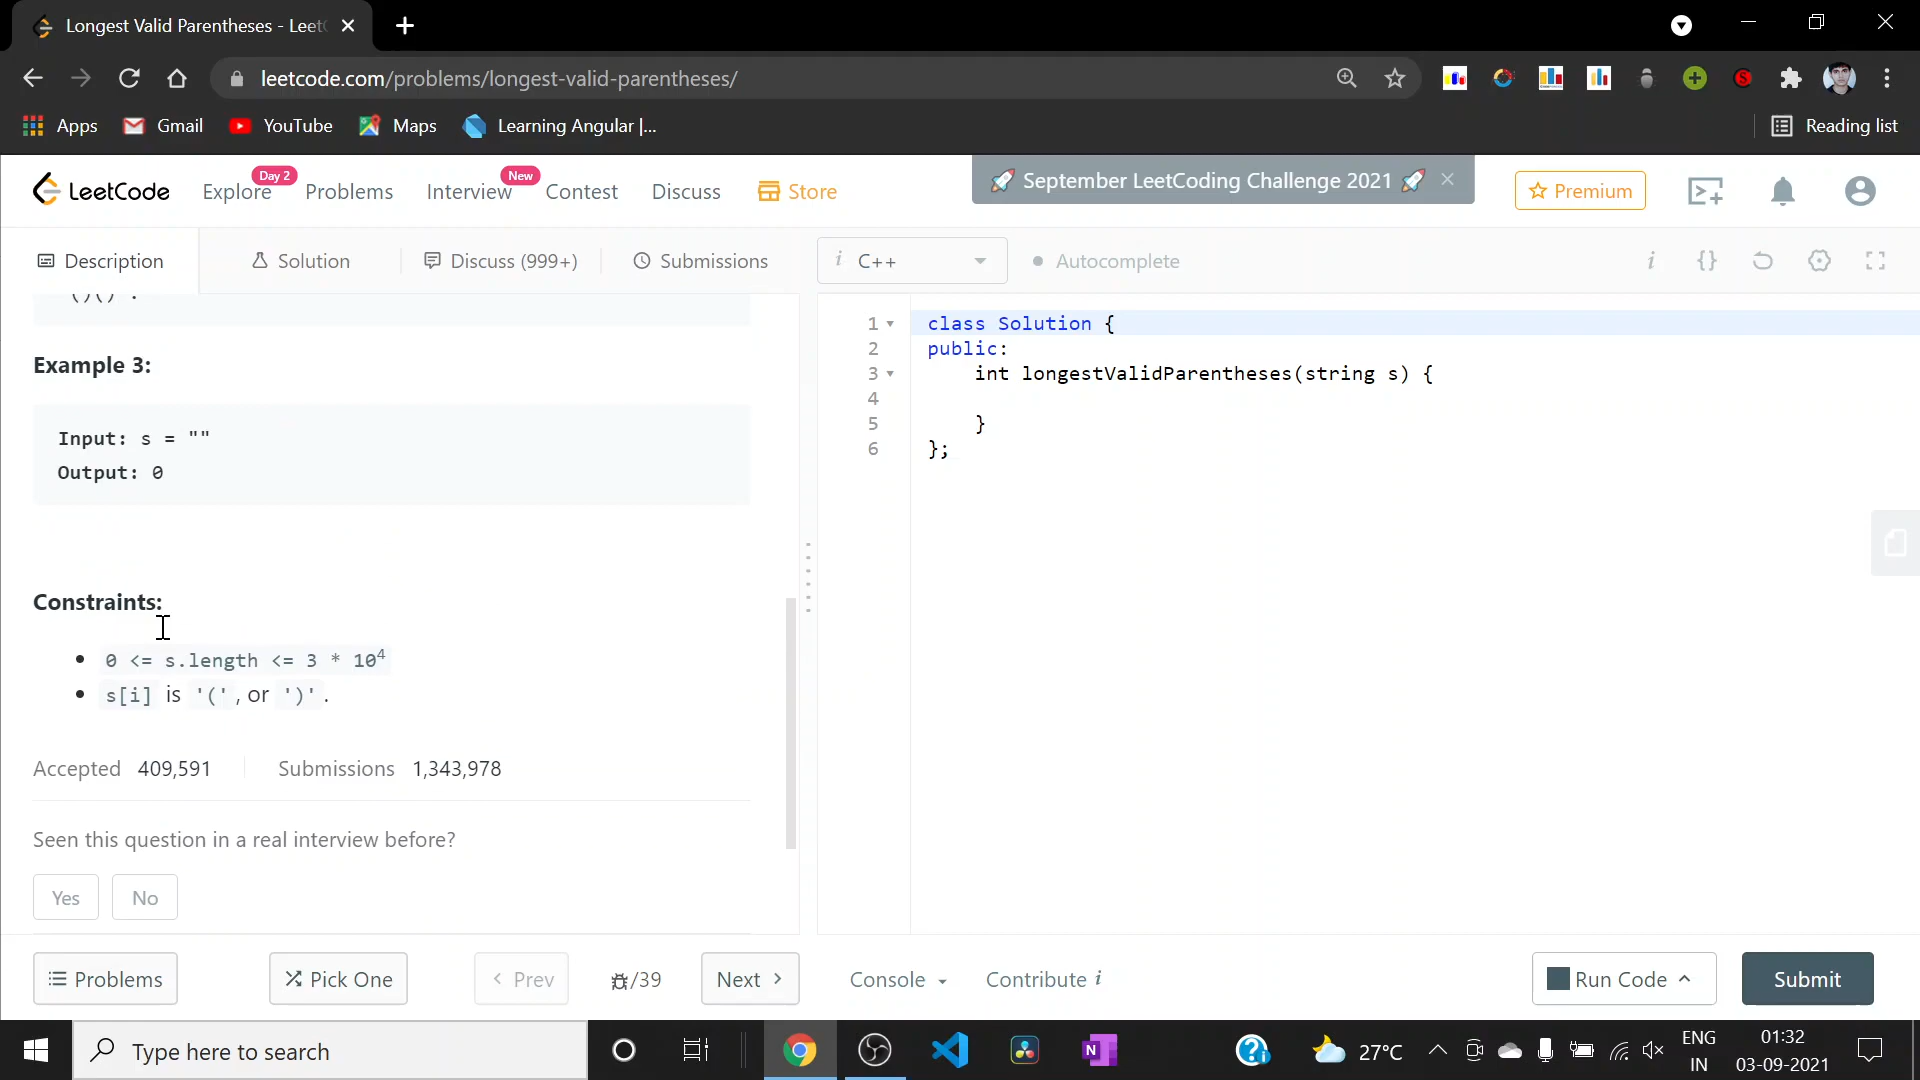 Longest Valid Parentheses - Leet
leetcode.com/problems/longest-valid-parentheses/
Apps Gmail YouTube Maps Learning Angular |... Reading list
LeetCode Explore Day 2 Problems Interview New Contest Discuss Store 🚀 September LeetCoding Challenge 2021 🚀 × Premium
Description Solution Discuss (999+) Submissions i C++ Autocomplete
()()".
Example 3:
Input: s = ""
Output: 0
Constraints:
0 <= s.length <= 3 * 10⁴
s[i] is '(', or ')'.
Accepted 409,591 Submissions 1,343,978
Seen this question in a real interview before?
Yes No
1 class Solution {
2 public:
3 int longestValidParentheses(string s) {
4
5 }
6 };
Problems Pick One < Prev /39 Next > Console Contribute i Run Code Submit
Type here to search
27°C ENG IN 01:32 03-09-2021